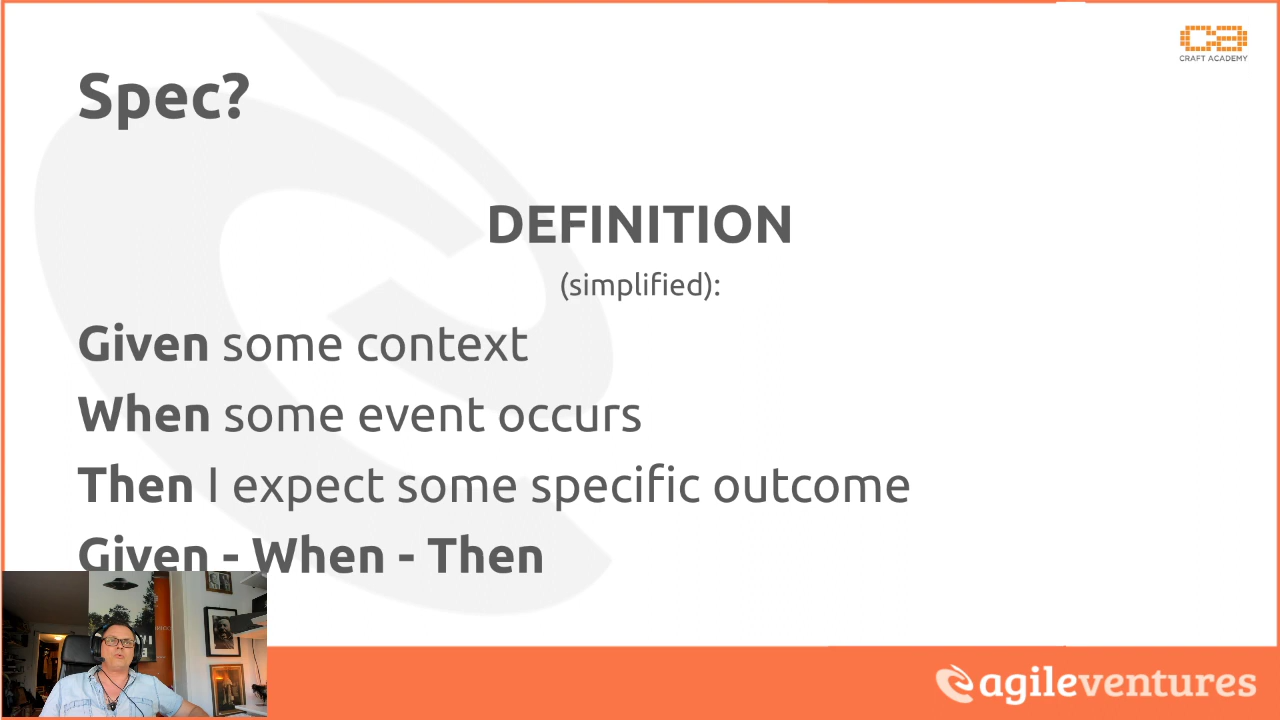 CRAFT ACADEMY
Spec?
DEFINITION
(simplified):
Given some context
When some event occurs
Then I expect some specific outcome
Given - When - Then
agileventures